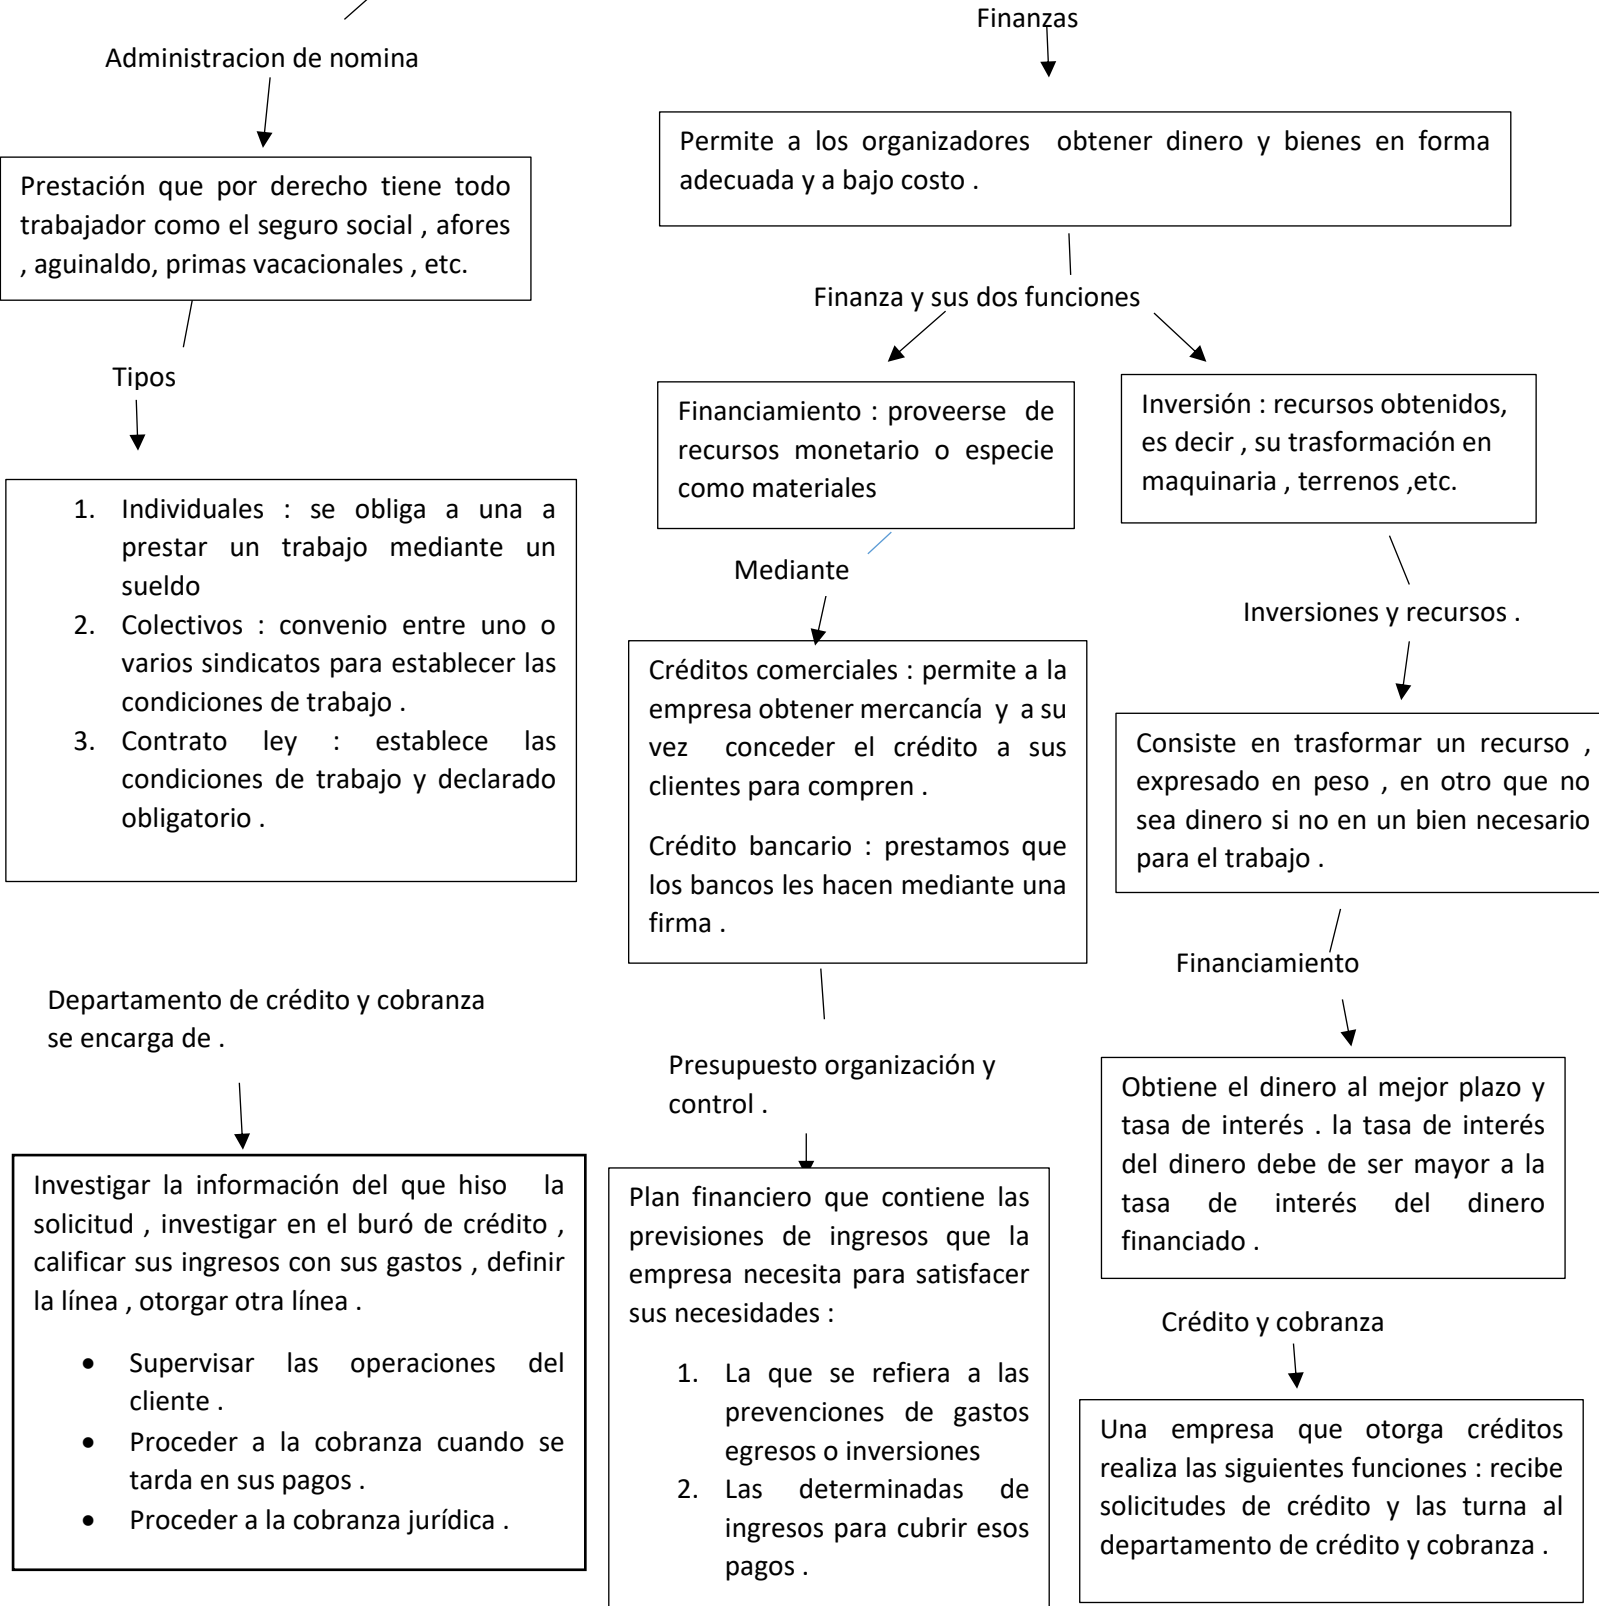 Administracion de nomina
Prestación que por derecho tiene todo
trabajador como el seguro social , afores
, aguinaldo, primas vacacionales , etc.
Tipos
1. Individuales : se obliga a una a
prestar un trabajo mediante un
sueldo
2. Colectivos : convenio entre uno o
varios sindicatos para establecer las
condiciones de trabajo .
3. Contrato ley : establece las
condiciones de trabajo y declarado
obligatorio .
Finanzas
Permite a los organizadores obtener dinero y bienes en forma
adecuada y a bajo costo .
Finanza y sus dos funciones
Financiamiento : proveerse de
recursos monetario o especie
como materiales
Mediante
Créditos comerciales : permite a la
empresa obtener mercancía y a su
vez conceder el crédito a sus
clientes para compren .
Crédito bancario : prestamos que
los bancos les hacen mediante una
firma .
Presupuesto organización y
control .
Plan financiero que contiene las
previsiones de ingresos que la
empresa necesita para satisfacer
sus necesidades :
1. La que se refiera a las
prevenciones de gastos
egresos o inversiones
2. Las determinadas de
ingresos para cubrir esos
pagos .
Inversión : recursos obtenidos,
es decir , su trasformación en
maquinaria , terrenos ,etc.
Inversiones y recursos .
Consiste en trasformar un recurso ,
expresado en peso , en otro que no
sea dinero si no en un bien necesario
para el trabajo .
Financiamiento
Obtiene el dinero al mejor plazo y
tasa de interés . la tasa de interés
del dinero debe de ser mayor a la
tasa de interés del dinero
financiado .
Crédito y cobranza
Una empresa que otorga créditos
realiza las siguientes funciones : recibe
solicitudes de crédito y las turna al
departamento de crédito y cobranza .
Departamento de crédito y cobranza
se encarga de .
Investigar la información del que hiso la
solicitud , investigar en el buró de crédito ,
calificar sus ingresos con sus gastos , definir
la línea , otorgar otra línea .
• Supervisar las operaciones del
cliente .
• Proceder a la cobranza cuando se
tarda en sus pagos .
• Proceder a la cobranza jurídica .